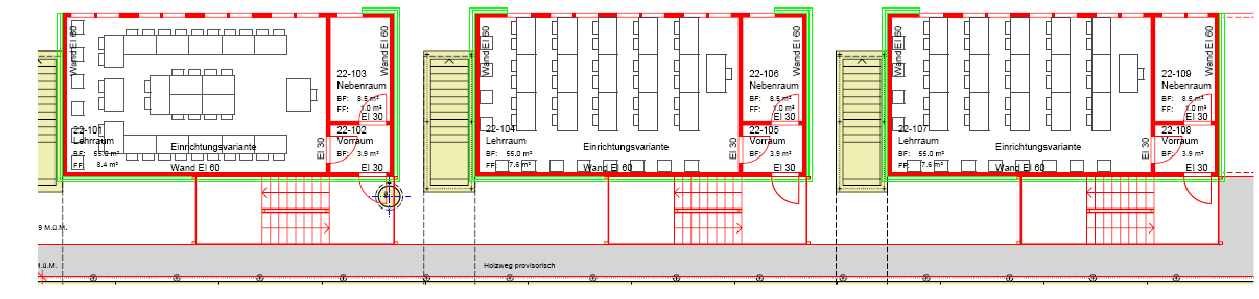 Wand EI 60
22-103
Nebenraum
BF: 8.5 m²
FF: 1.0 m²
EI 30
Wand EI 60
22-101
Lehrraum
BF: 55.0 m²
FF: 8.4 m²
Einrichtungsvariante
Wand EI 60
EI 30
22-102
Vorraum
BF: 3.9 m²
EI 30
Wand EI 60
22-106
Nebenraum
BF: 8.5 m²
FF: 1.0 m²
EI 30
Wand EI 60
22-104
Lehrraum
BF: 55.0 m²
FF: 7.6 m²
Einrichtungsvariante
Wand EI 60
EI 30
22-105
Vorraum
BF: 3.9 m²
EI 30
Wand EI 60
22-109
Nebenraum
BF: 8.5 m²
FF: 1.0 m²
EI 30
Wand EI 60
22-107
Lehrraum
BF: 55.0 m²
FF: 7.6 m²
Einrichtungsvariante
Wand EI 60
EI 30
22-108
Vorraum
BF: 3.9 m²
EI 30
9 M.Ü.M.
Ü.M.
Holzweg provisorisch